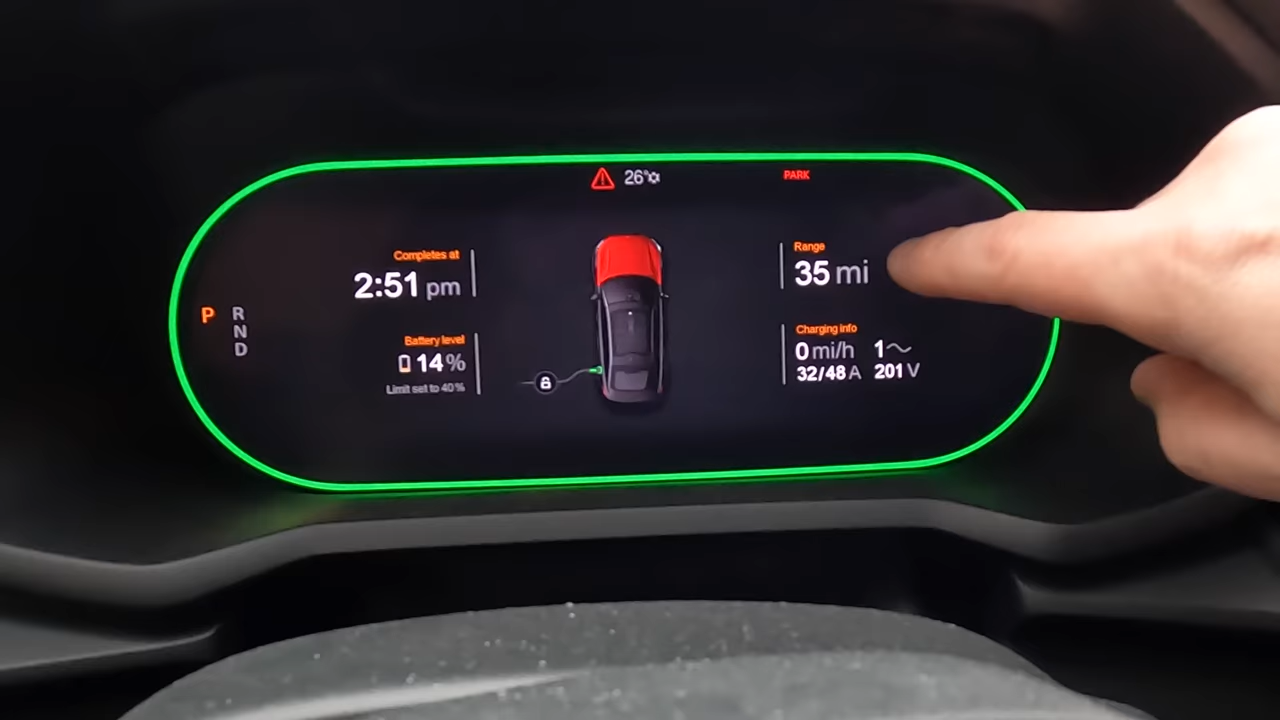 26°
PARK
Completes at
2:51 pm
Battery level
14%
Limit set to 40%
P R
N
D
Range
35 mi
Charging info
0 mi/h 1~
32/48 A 201 V